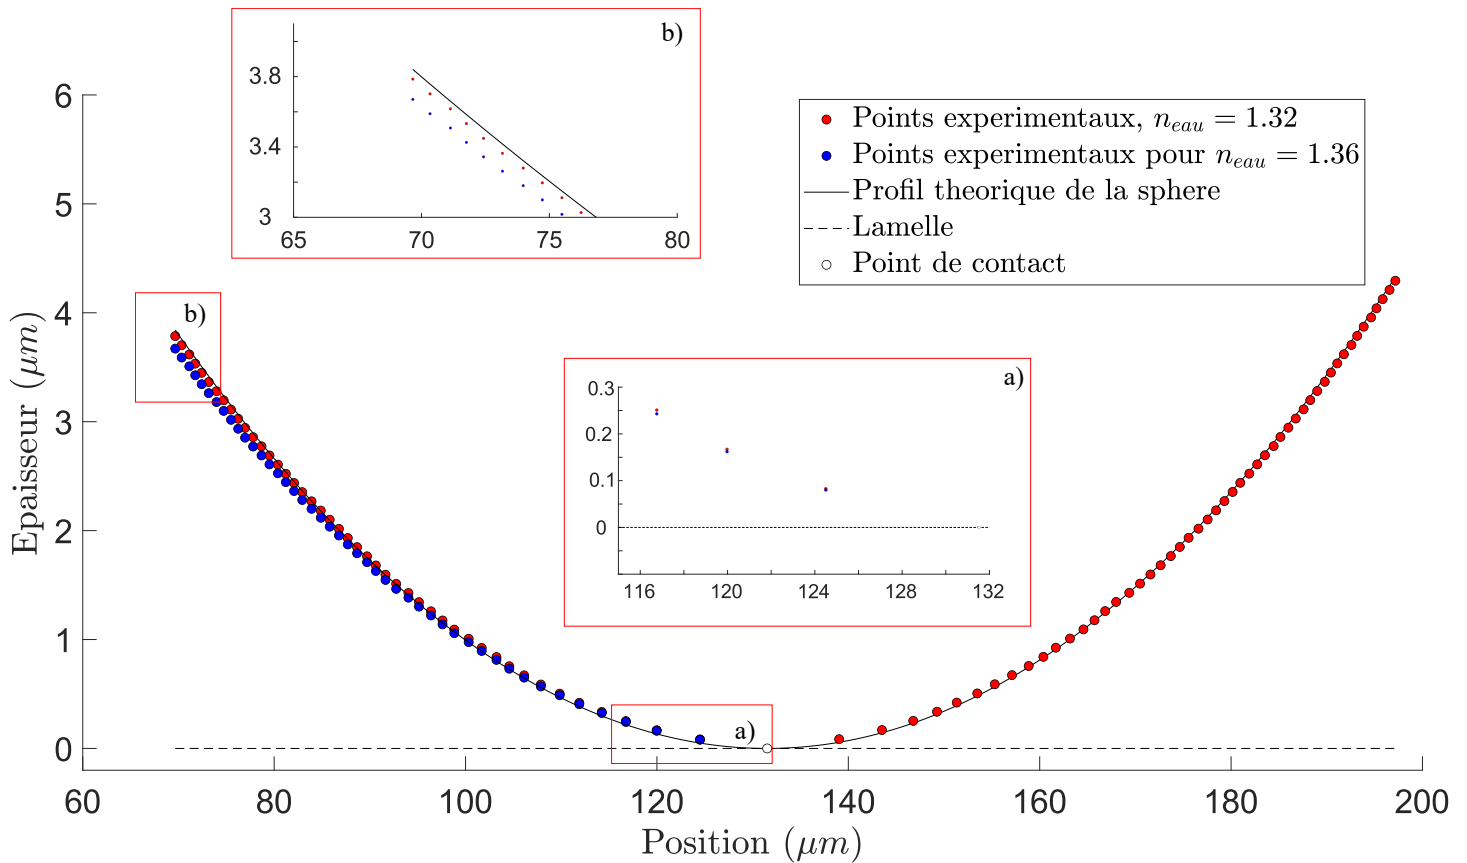 b)
3.8
3.4
3
65 70 75 80
Points experimentaux, n_eau = 1.32
Points experimentaux pour n_eau = 1.36
Profil theorique de la sphere
Lamelle
Point de contact
6
5
4
3
2
1
0
Epaisseur (μm)
b)
a)
0.3
0.2
0.1
0
116 120 124 128 132
a)
60 80 100 120 140 160 180 200
Position (μm)